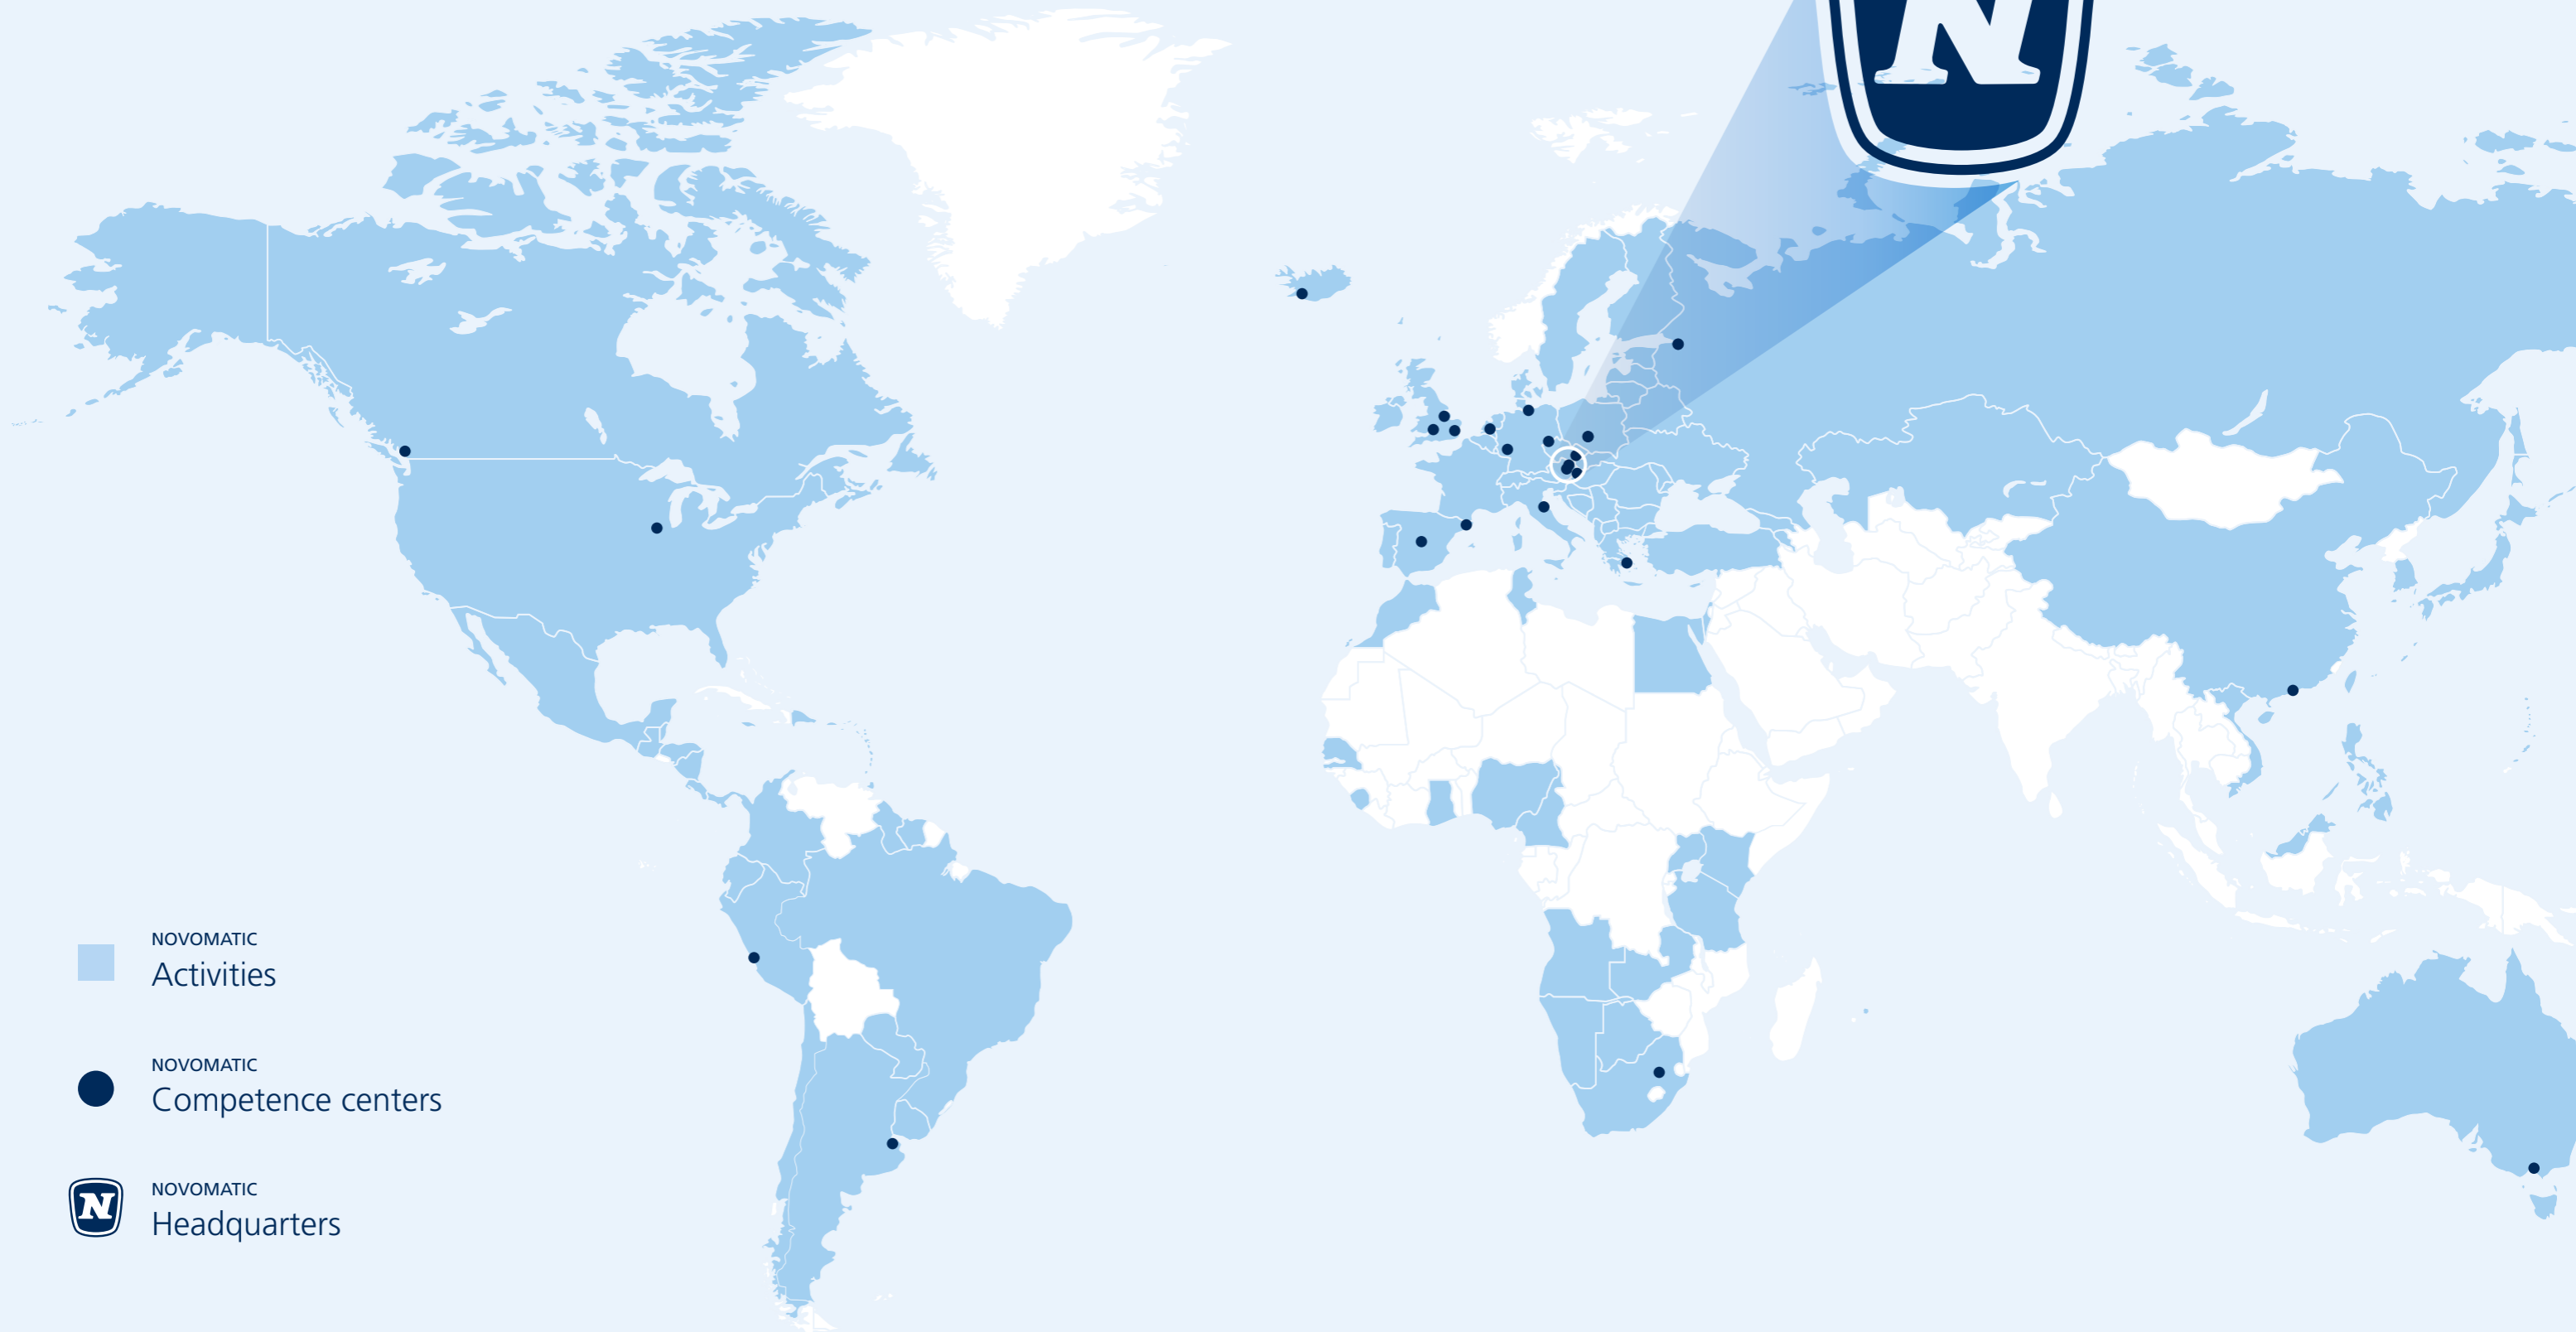 N
NOVOMATIC
Activities
NOVOMATIC
Competence centers
N
NOVOMATIC
Headquarters